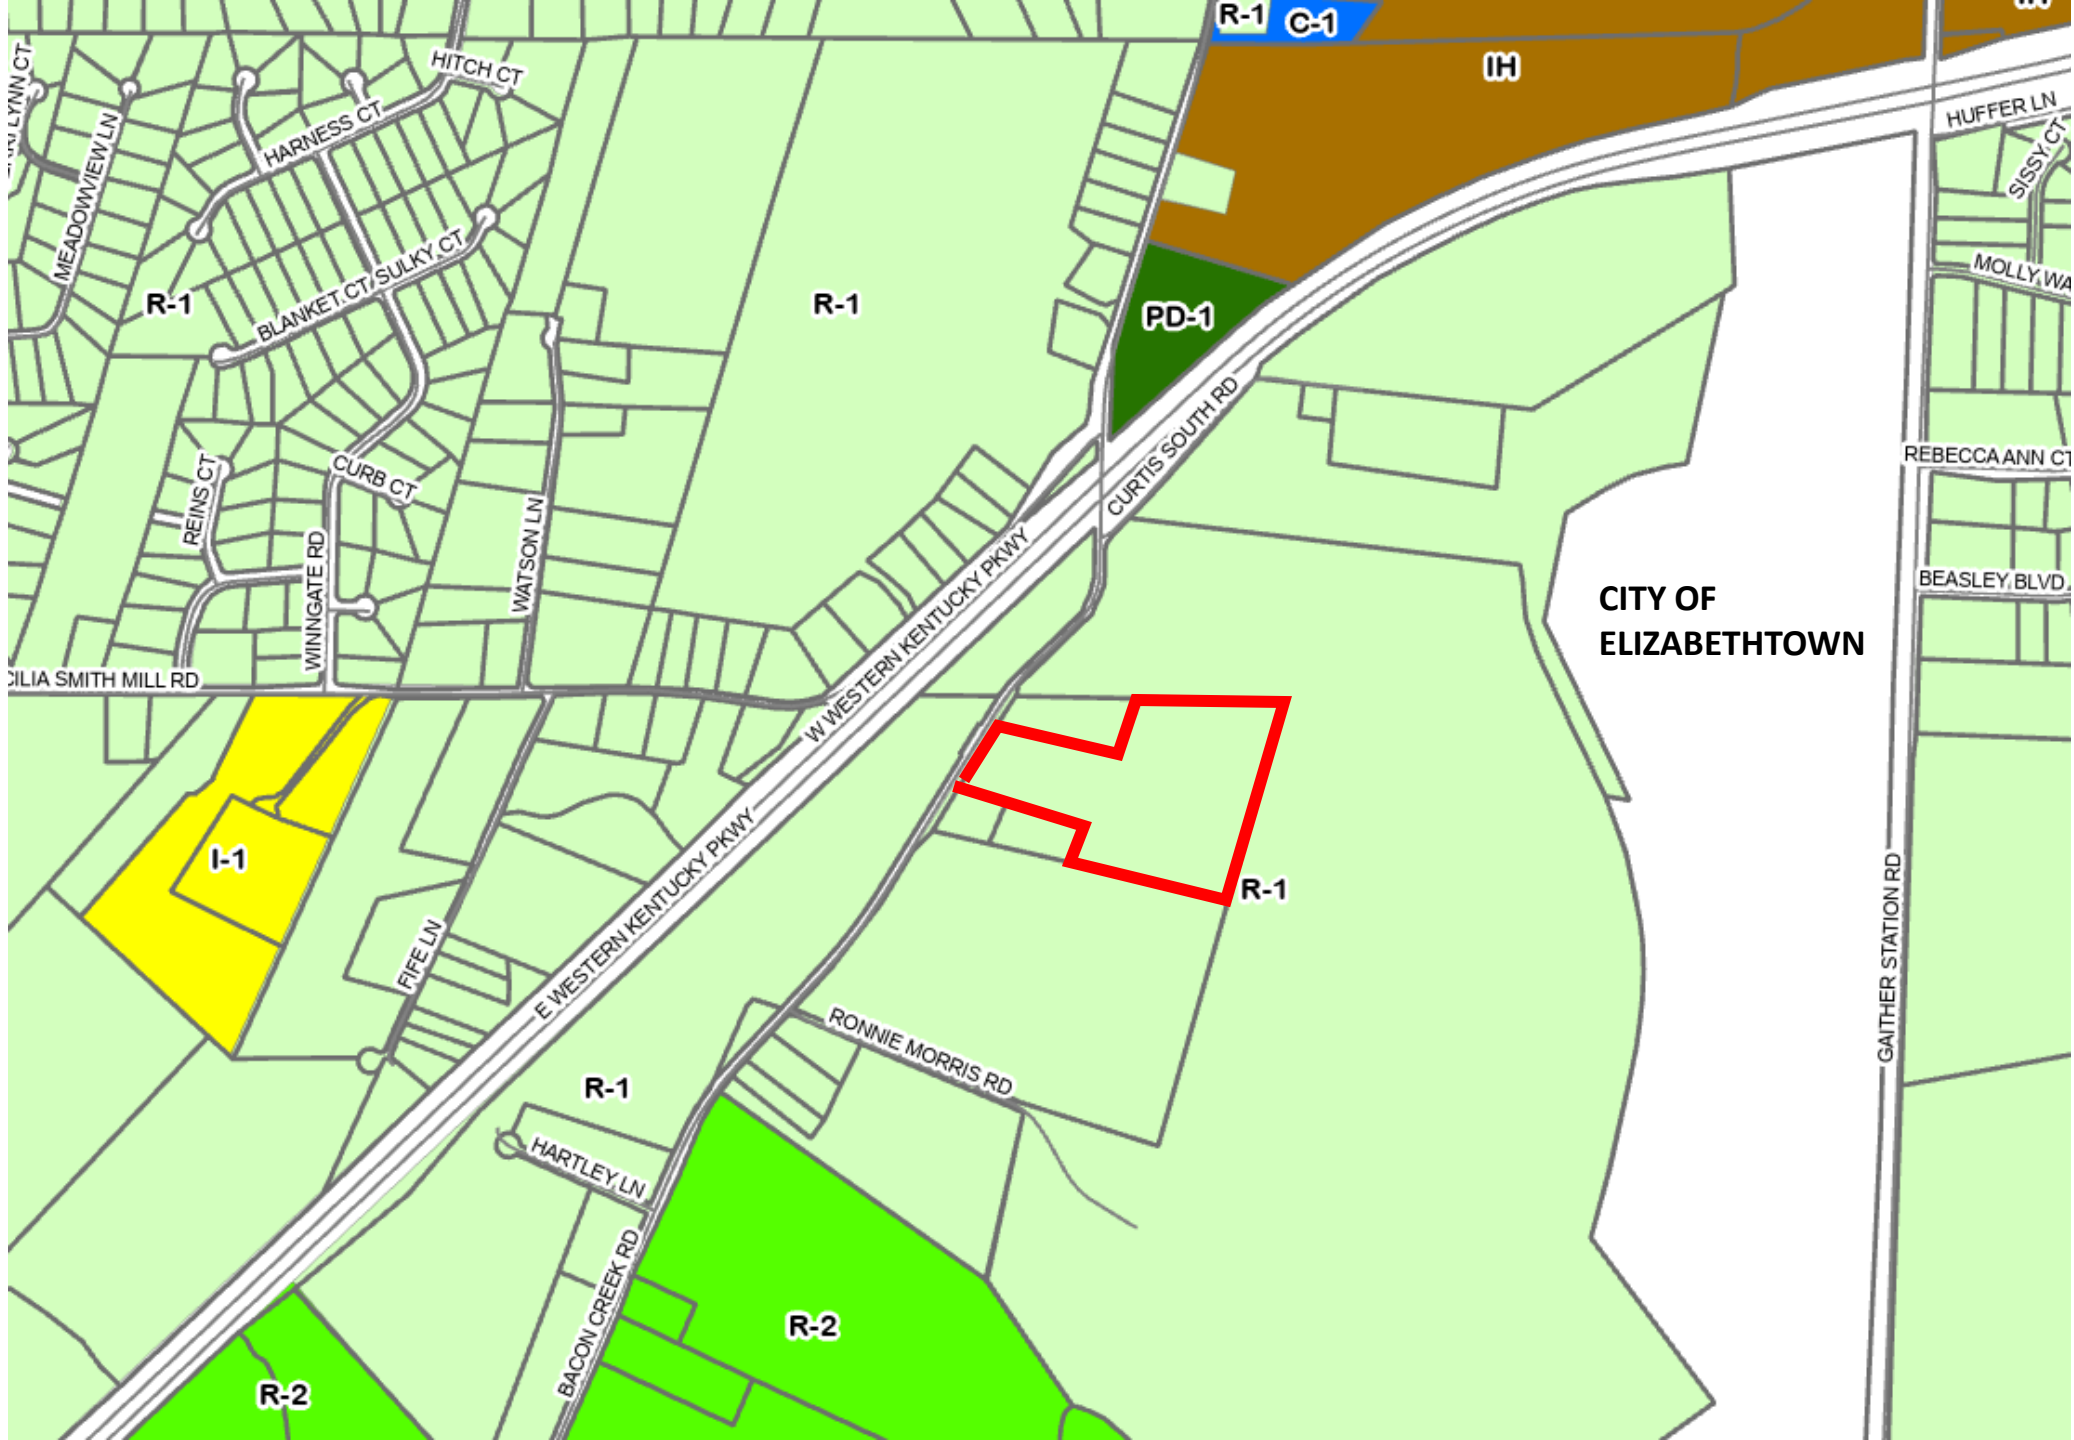 R-1
C-1
IH
HITCH CT
HUFFER LN
HARNESS CT
SISSY CT
MEADOWVIEW LN
SULKY CT
MOLLY WA
R-1
BLANKET CT
R-1
PD-1
CURTIS SOUTH RD
REINS CT
CURB CT
REBECCA ANN CT
WATSON LN
WINNGATE RD
W WESTERN KENTUCKY PKWY
BEASLEY BLVD
CITY OF
ELIZABETHTOWN
CILIA SMITH MILL RD
I-1
R-1
E WESTERN KENTUCKY PKWY
FIFE LN
GAITHER STATION RD
RONNIE MORRIS RD
R-1
HARTLEY LN
BACON CREEK RD
R-2
R-2